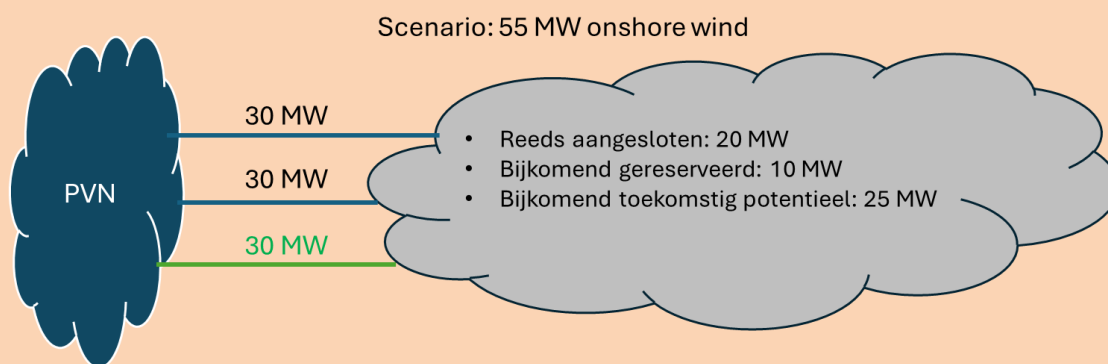 Scenario: 55 MW onshore wind
30 MW
• Reeds aangesloten: 20 MW
• Bijkomend gereserveerd: 10 MW
• Bijkomend toekomstig potentieel: 25 MW
30 MW
PVN
30 MW